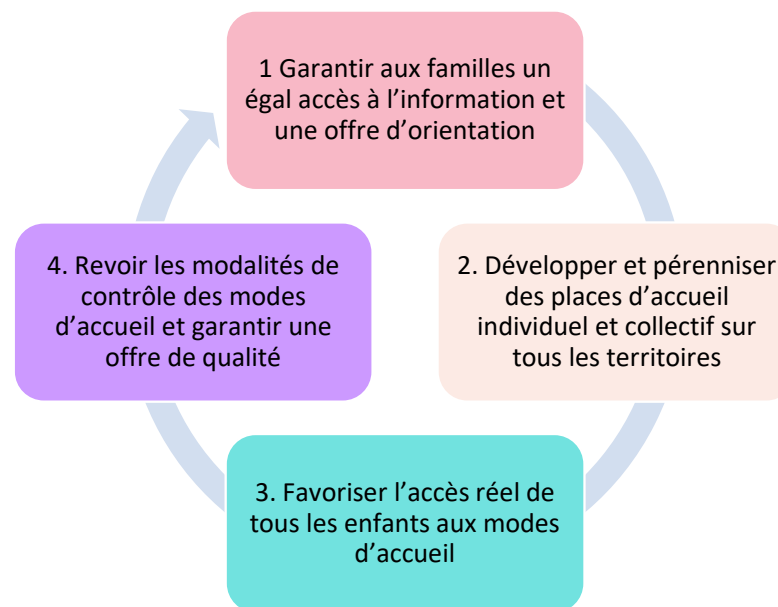 1 Garantir aux familles un
égal accès à l’information et
une offre d’orientation
2. Développer et pérenniser
des places d’accueil
individuel et collectif sur
tous les territoires
3. Favoriser l’accès réel de
tous les enfants aux modes
d’accueil
4. Revoir les modalités de
contrôle des modes
d’accueil et garantir une
offre de qualité